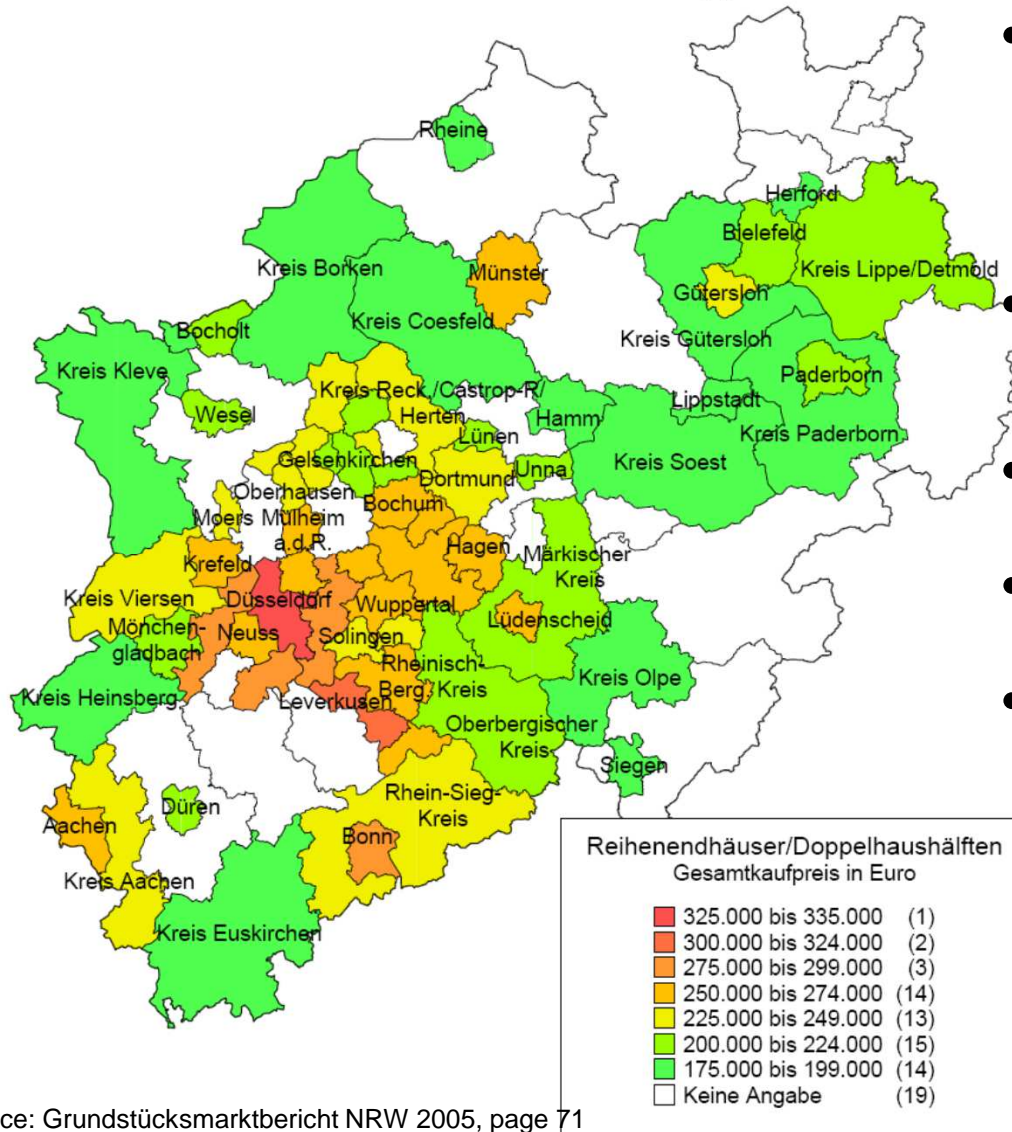 Rheine
Herford
Bielefeld
Kreis Borken
Münster
Kreis Lippe/Detmold
Gütersloh
Kreis Coesfeld
Bocholt
Kreis Gütersloh
Kreis Kleve
Paderborn
Kreis Reck./Castrop-R/
Lippstadt
Wesel
Herten
Hamm
Lünen
Kreis Paderborn
Gelsenkirchen
Kreis Soest
Unna
Dortmund
Oberhausen
Bochum
Moers
Mülheim
a.d.R.
Hagen
Märkischer
Kreis
Krefeld
Kreis Viersen
Düsseldorf
Wuppertal
Lüdenscheid
Mönchen-
gladbach
Neuss
Solingen
Rheinisch-
Berg.
Kreis
Kreis Olpe
Kreis Heinsberg
Leverkusen
Oberbergischer
Kreis
Siegen
Rhein-Sieg-
Kreis
Düren
Aachen
Bonn
Kreis Aachen
Kreis Euskirchen
Reihenendhäuser/Doppelhaushälften
Gesamtkaufpreis in Euro
325.000 bis 335.000 (1)
300.000 bis 324.000 (2)
275.000 bis 299.000 (3)
250.000 bis 274.000 (14)
225.000 bis 249.000 (13)
200.000 bis 224.000 (15)
175.000 bis 199.000 (14)
Keine Angabe (19)
ce: Grundstücksmarktbericht NRW 2005, page 71